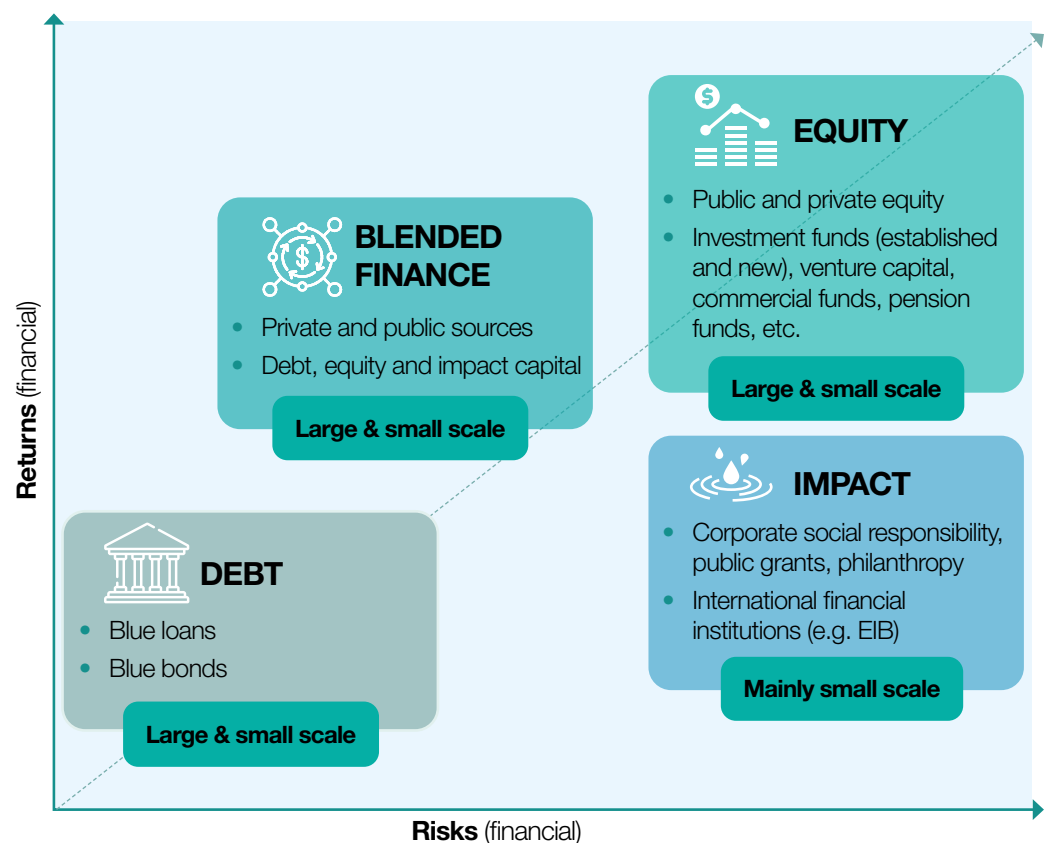 EQUITY
$
• Public and private equity
• Investment funds (established
and new), venture capital,
commercial funds, pension
funds, etc.
Large & small scale
BLENDED
FINANCE
$
• Private and public sources
• Debt, equity and impact capital
Large & small scale
IMPACT
• Corporate social responsibility,
public grants, philanthropy
• International financial
institutions (e.g. EIB)
Mainly small scale
DEBT
• Blue loans
• Blue bonds
Large & small scale
Returns (financial)
Risks (financial)